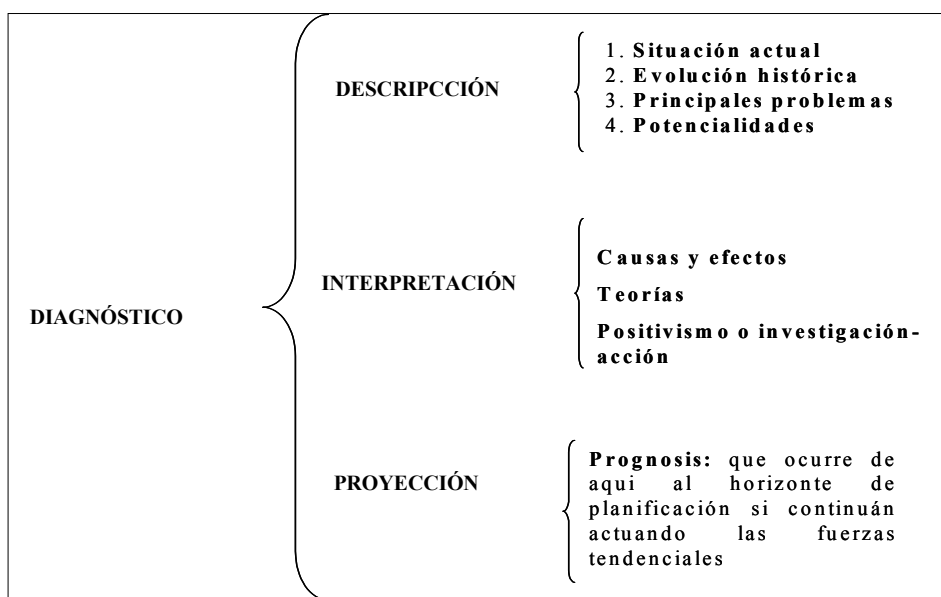 DIAGNÓSTICO
DESCRIPCCIÓN
1. Situación actual
2. Evolución histórica
3. Principales problemas
4. Potencialidades
INTERPRETACIÓN
Causas y efectos
Teorías
Positivismo o investigación-
acción
PROYECCIÓN
Prognosis: que ocurre de
aqui al horizonte de
planificación si continuán
actuando las fuerzas
tendenciales